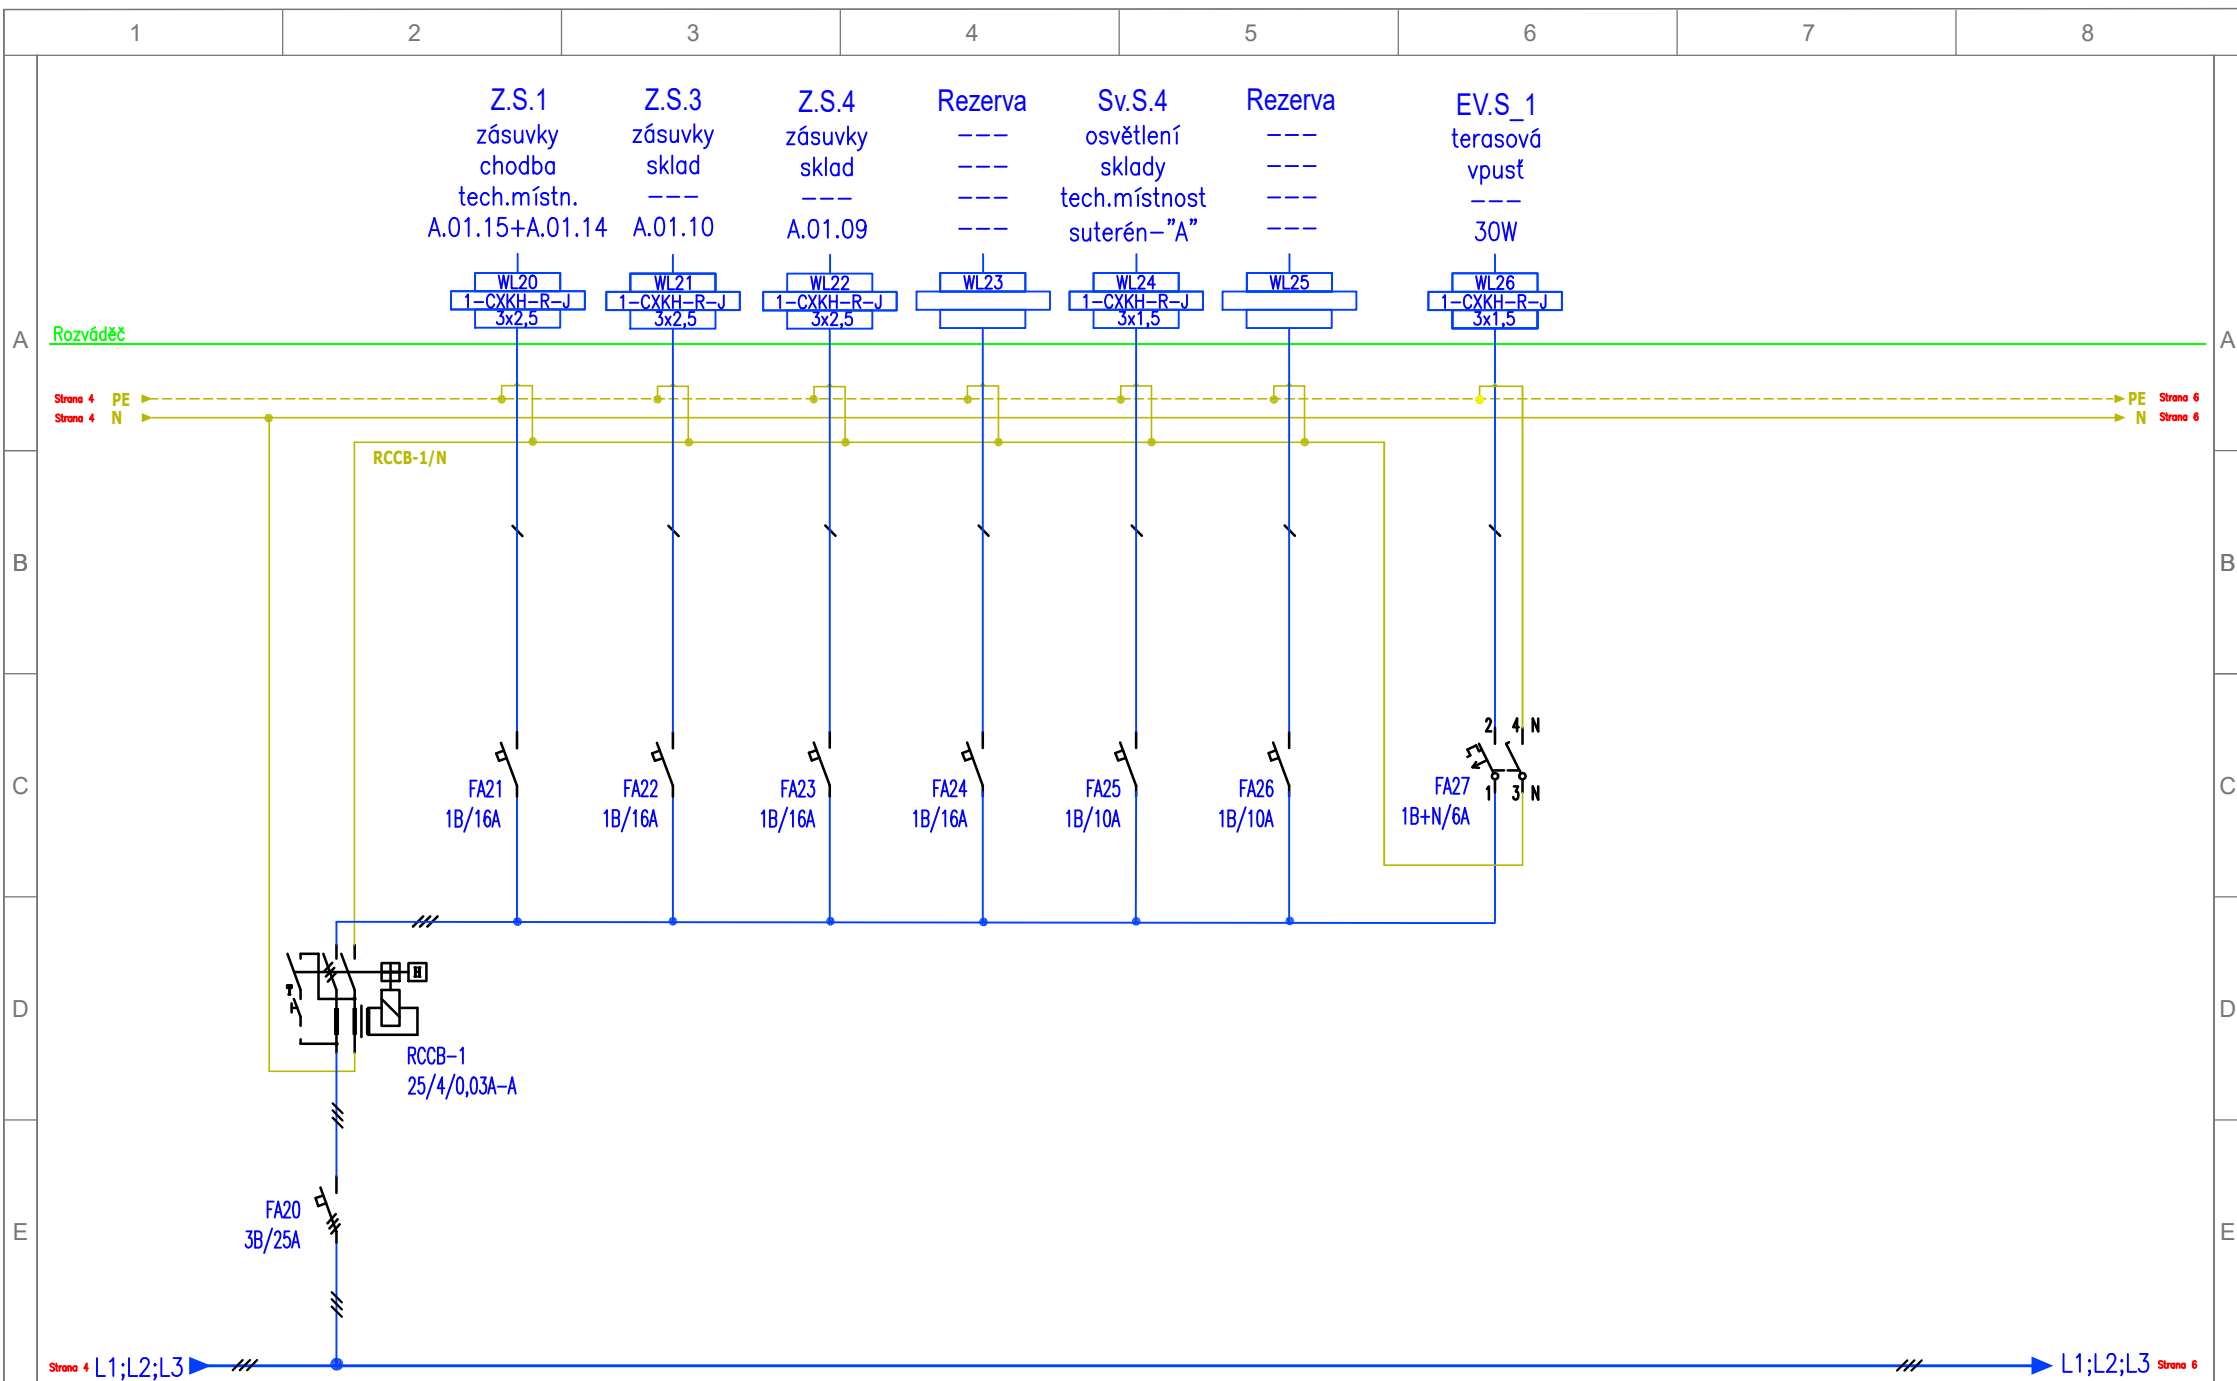 1 2 3 4 5 6 7 8
Z.S.1
zásuvky
chodba
tech.místn.
A.01.15+A.01.14
Z.S.3
zásuvky
sklad
---
A.01.10
Z.S.4
zásuvky
sklad
---
A.01.09
Rezerva
---
---
---
---
Sv.S.4
osvětlení
sklady
tech.místnost
suterén-"A"
Rezerva
---
---
---
---
EV.S_1
terasová
vpusť
---
30W
WL20
1-CXKH-R-J
3x2,5
WL21
1-CXKH-R-J
3x2,5
WL22
1-CXKH-R-J
3x2,5
WL23
WL24
1-CXKH-R-J
3x1,5
WL25
WL26
1-CXKH-R-J
3x1,5
Rozváděč
A A
Strana 4 PE PE Strana 6
Strana 4 N N Strana 6
RCCB-1/N
B B
2 4 N
FA21
1B/16A
FA22
1B/16A
FA23
1B/16A
FA24
1B/16A
FA25
1B/10A
FA26
1B/10A
FA27
1B+N/6A
1 3 N
C C
H
T
D D
RCCB-1
25/4/0,03A-A
FA20
3B/25A
E E
Strana 4 L1;L2;L3 L1;L2;L3 Strana 6